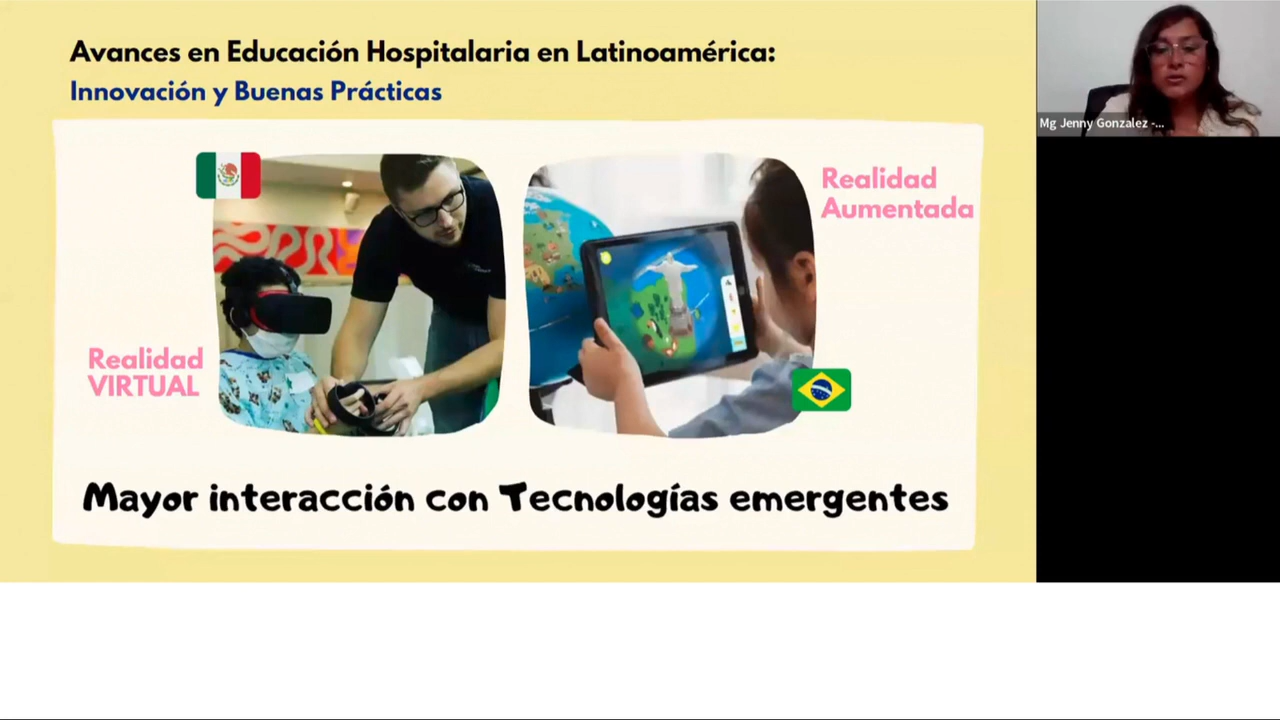 Avances en Educación Hospitalaria en Latinoamérica:
Innovación y Buenas Prácticas
Mg Jenny Gonzalez -...
Realidad
Aumentada
Realidad
VIRTUAL
Mayor interacción con Tecnologías emergentes